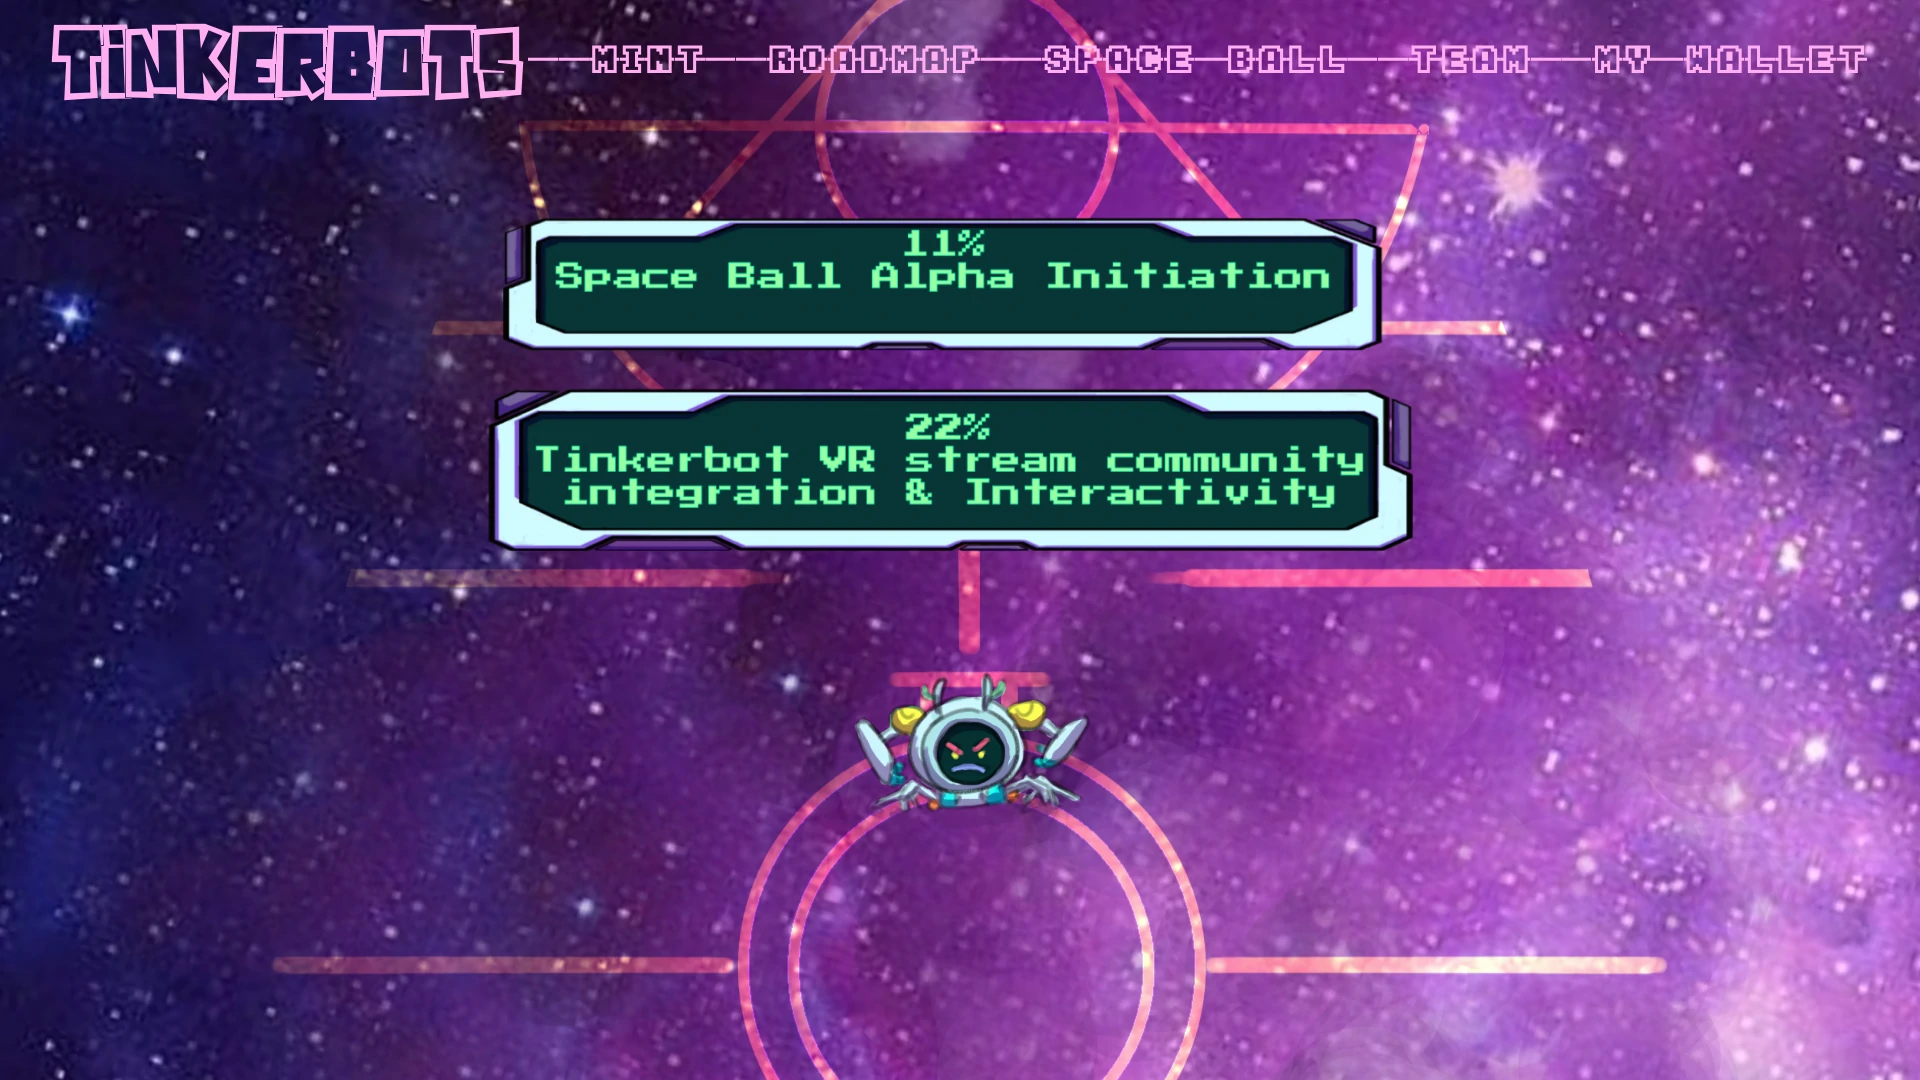 TiNKERBOTS
MINT ROADMAP SPACE BALL TEAM MY WALLET
11%
Space Ball Alpha Initiation
22%
Tinkerbot VR stream community
integration & Interactivity